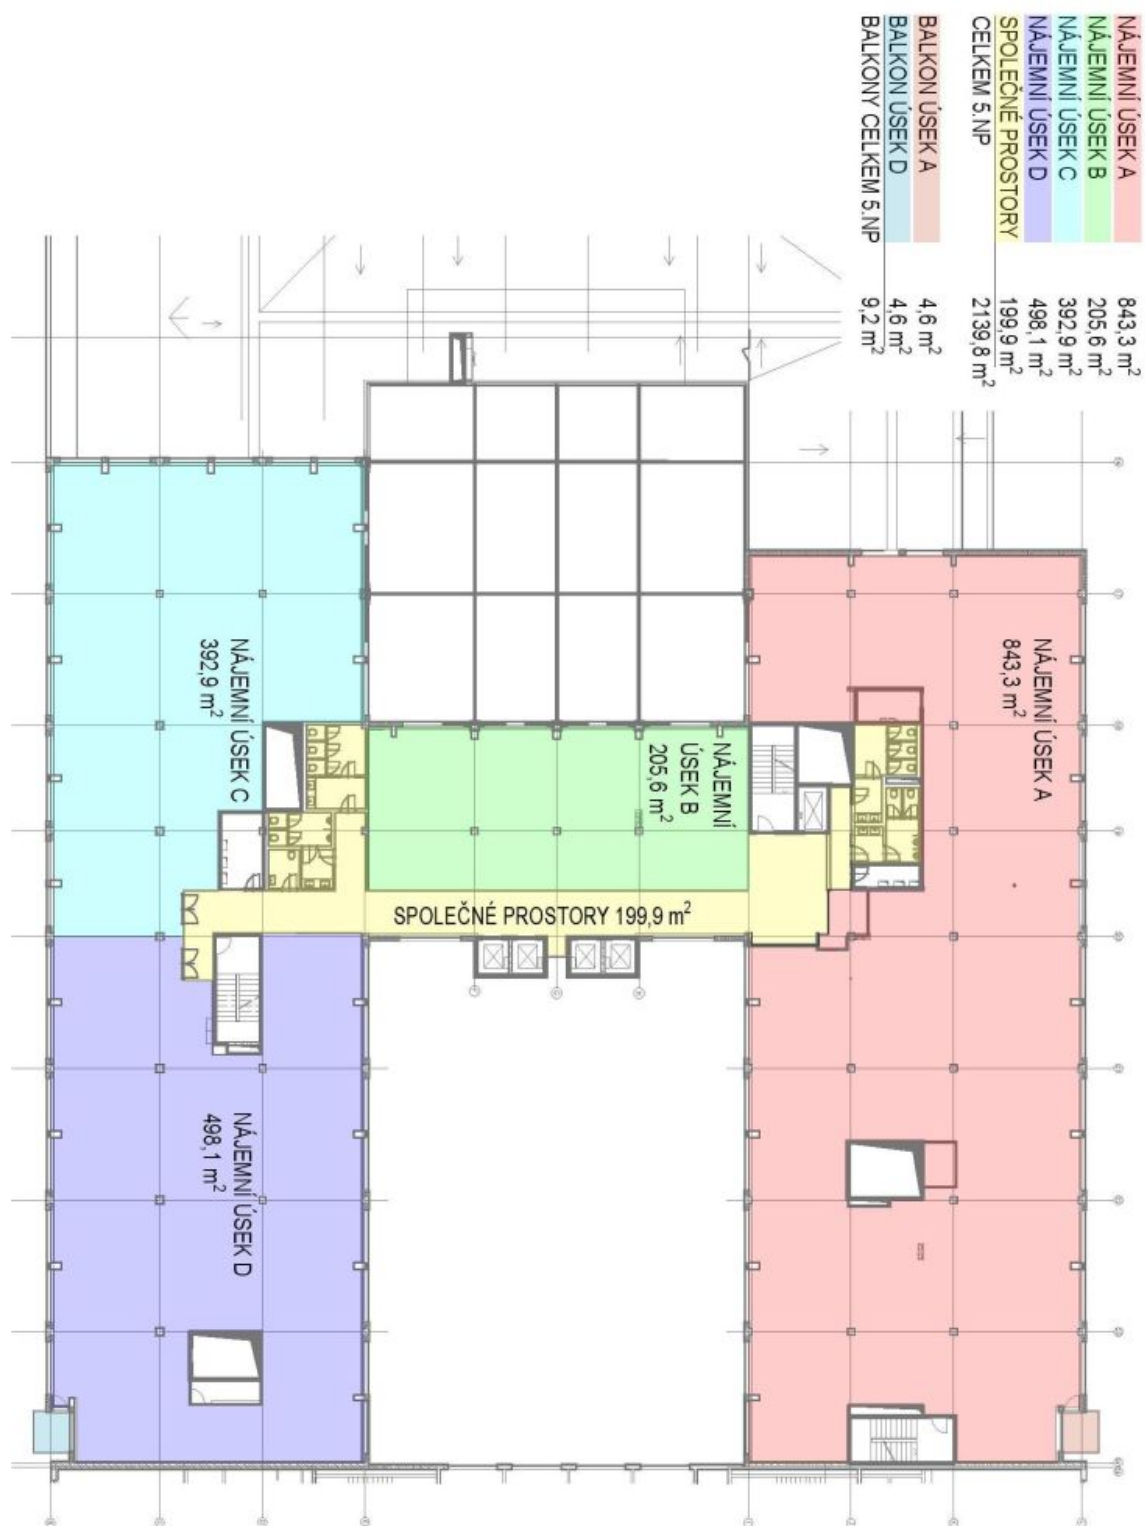 NÁJEMNÍ ÚSEK A 843,3 m²
NÁJEMNÍ ÚSEK B 205,6 m²
NÁJEMNÍ ÚSEK C 392,9 m²
NÁJEMNÍ ÚSEK D 498,1 m²
SPOLEČNÉ PROSTORY 199,9 m²
CELKEM 5.NP 2139,8 m²
BALKON ÚSEK A 4,6 m²
BALKON ÚSEK D 4,6 m²
BALKONY CELKEM 5.NP 9,2 m²
NÁJEMNÍ ÚSEK A
843,3 m²
NÁJEMNÍ
ÚSEK B
205,6 m²
NÁJEMNÍ ÚSEK C
392,9 m²
SPOLEČNÉ PROSTORY 199,9 m²
NÁJEMNÍ ÚSEK D
498,1 m²